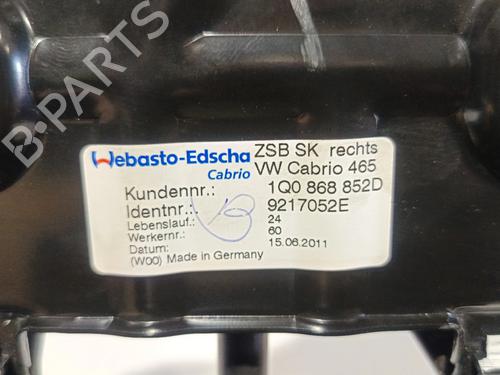 Webasto-Edscha ZSB SK rechts
Cabrio VW Cabrio 465
Kundennr.: 1Q0 868 852D
Identnr.:. 9217052E
Lebenslauf.: 24
Werkernr.: 60
Datum: 15.06.2011
(W00) Made in Germany
B-PARTS